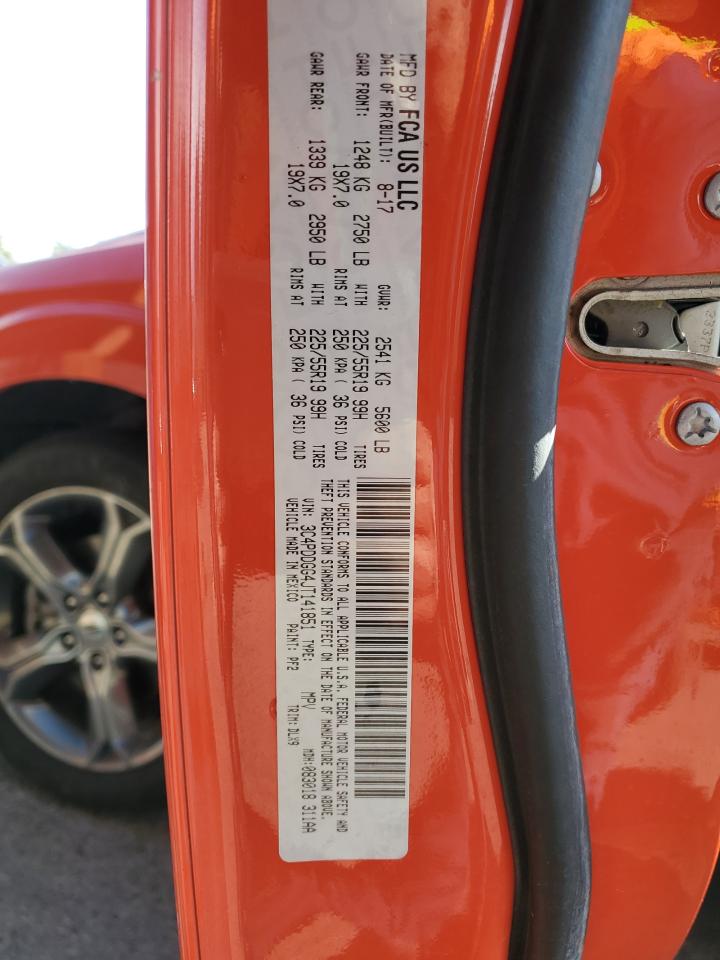 MFD BY FCA US LLC
DATE OF MFR(BUILT): 8-17 GVWR: 2541 KG 5600 LB
GAWR FRONT: 1248 KG 2750 LB WITH 225/55R19 99H TIRES
19X7.0 RIMS AT 250 KPA ( 36 PSI) COLD
GAWR REAR: 1339 KG 2950 LB WITH 225/55R19 99H TIRES
19X7.0 RIMS AT 250 KPA ( 36 PSI) COLD
THIS VEHICLE CONFORMS TO ALL APPLICABLE U.S.A. FEDERAL MOTOR VEHICLE SAFETY AND
THEFT PREVENTION STANDARDS IN EFFECT ON THE DATE OF MANUFACTURE SHOWN ABOVE.
VIN: 3C4PDDGG4JT141851 TYPE: MPV MDH:083018 311AA
VEHICLE MADE IN MEXICO PAINT: PF2 TRIM:DLX9